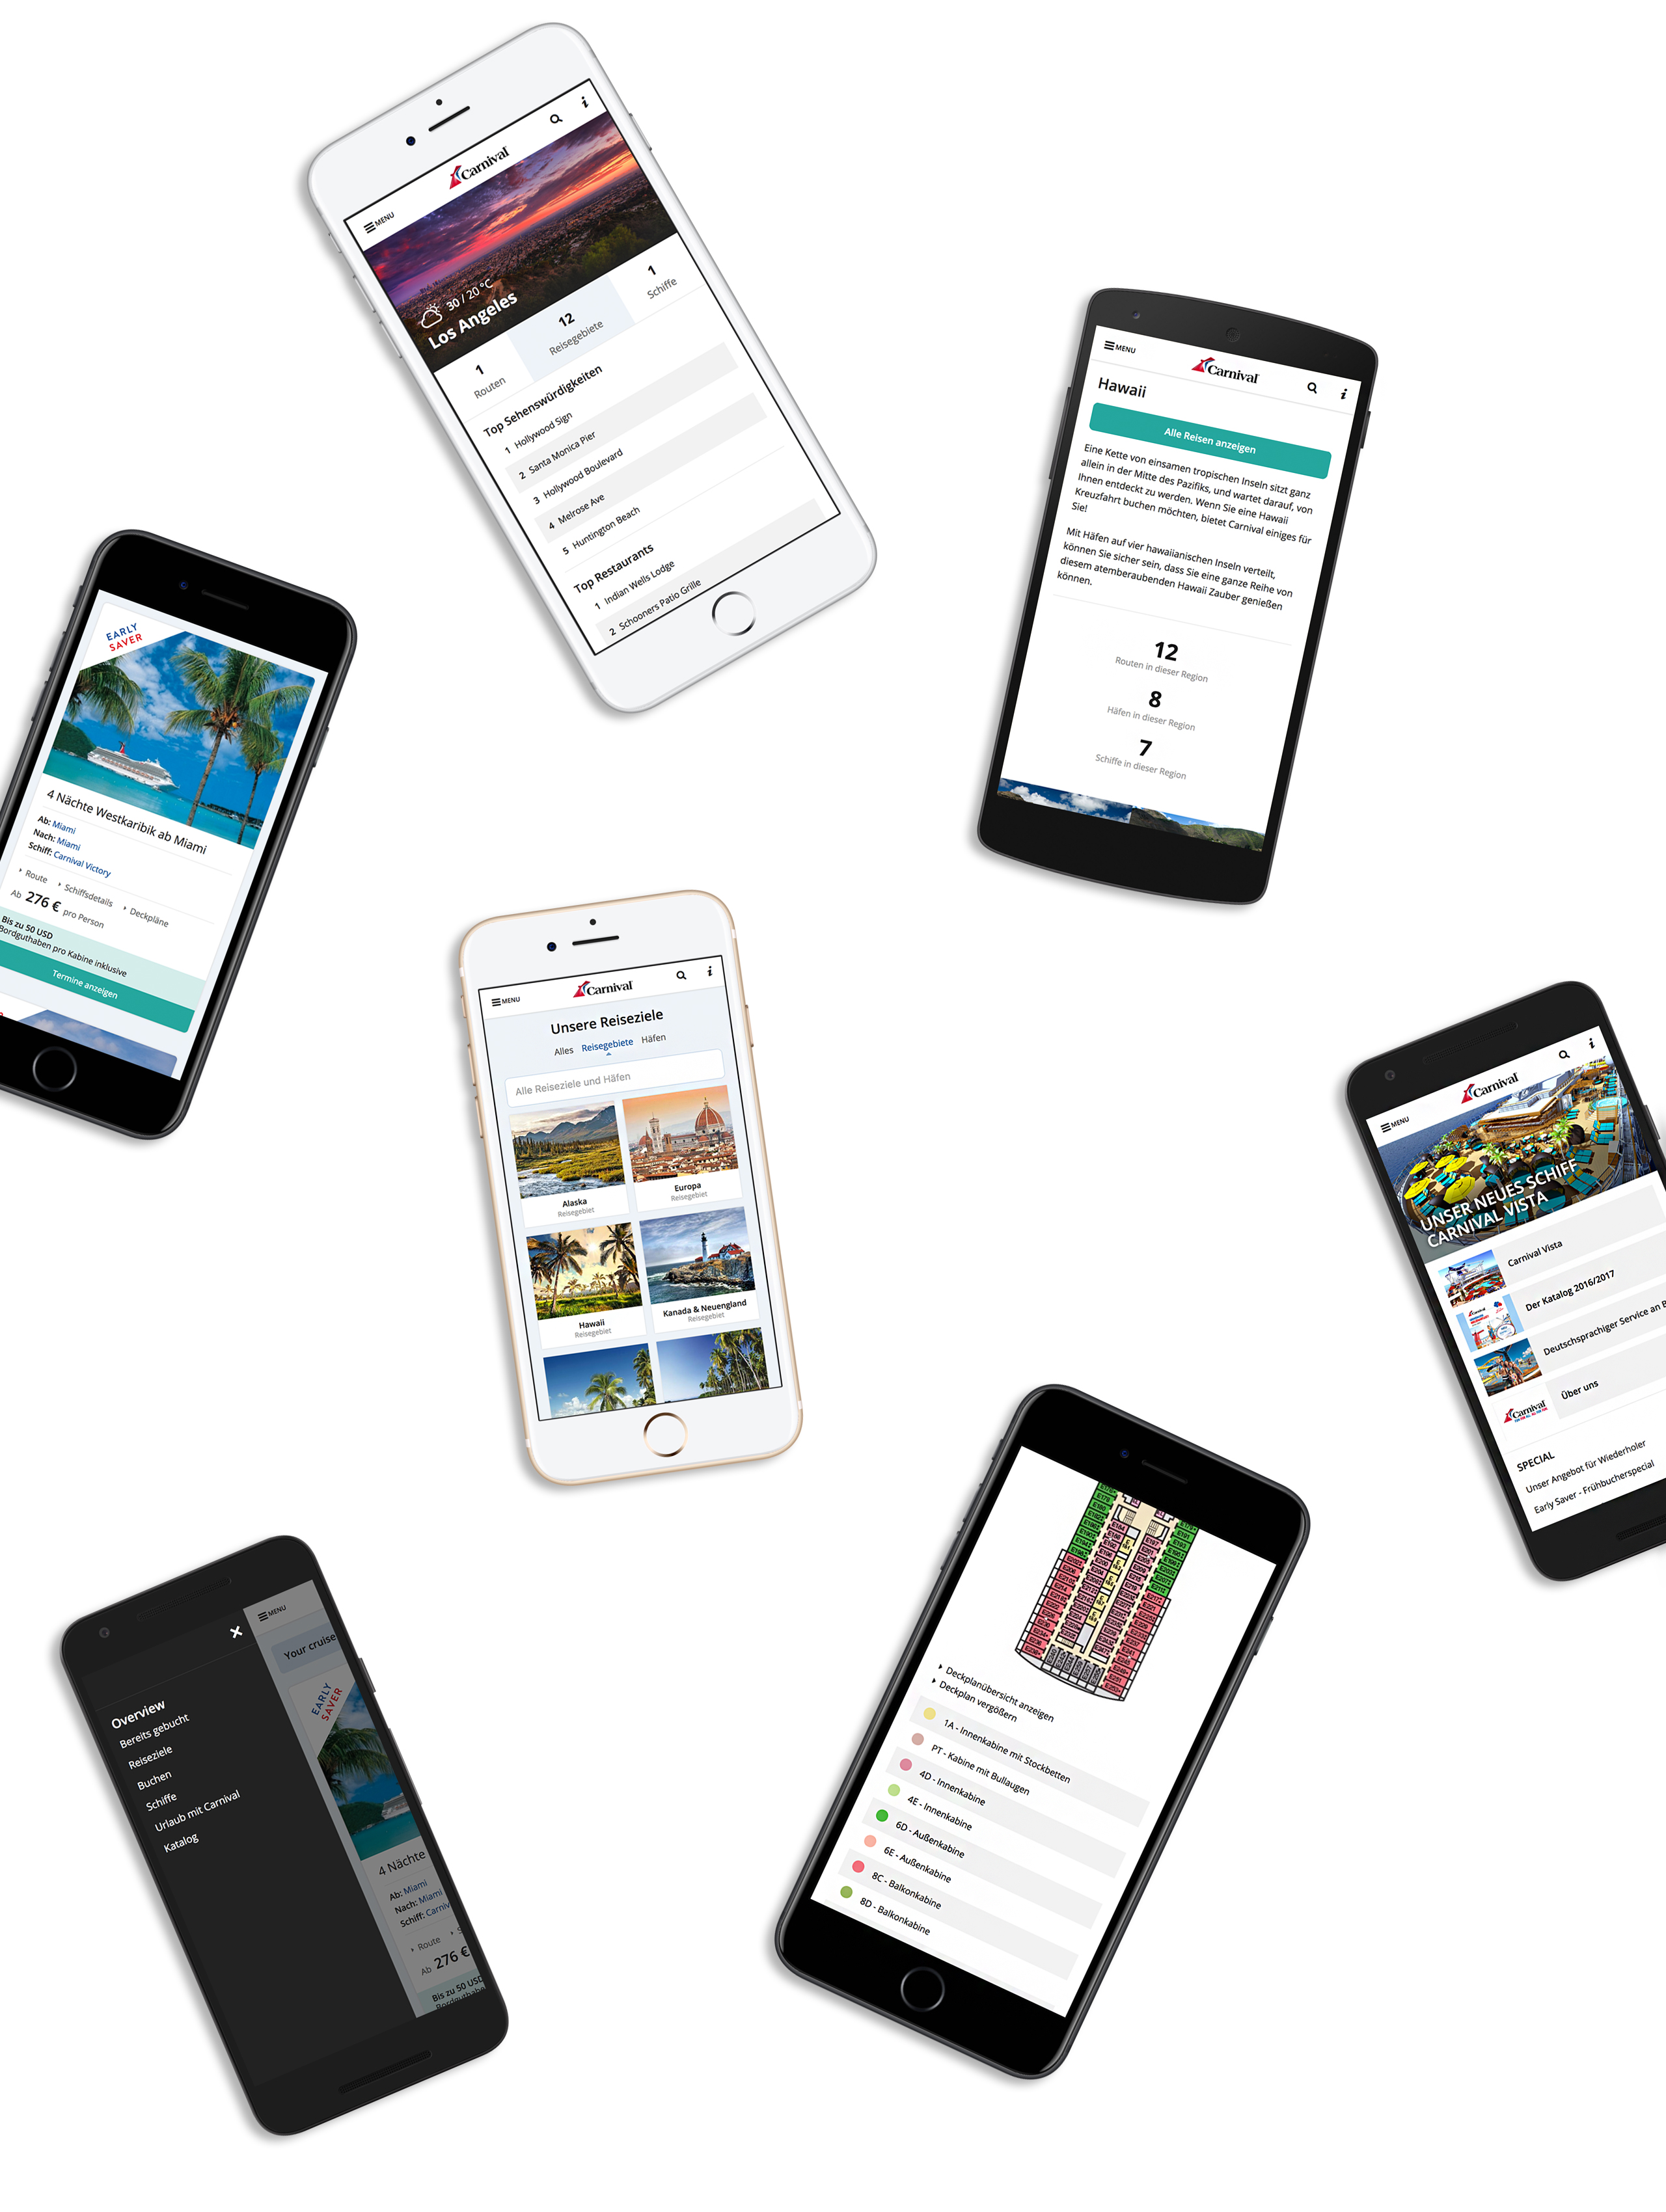 MENU
Carnival
30 / 20 °C
Los Angeles
1
Routen
12
Reisegebiete
1
Schiffe
Top Sehenswürdigkeiten
1 Hollywood Sign
2 Santa Monica Pier
3 Hollywood Boulevard
4 Melrose Ave
5 Huntington Beach
Top Restaurants
1 Indian Wells Lodge
2 Schooners Patio Grille
MENU
Carnival
Hawaii
Alle Reisen anzeigen
Eine Kette von einsamen tropischen Inseln sitzt ganz
allein in der Mitte des Pazifiks, und wartet darauf, von
Ihnen entdeckt zu werden. Wenn Sie eine Hawaii
Kreuzfahrt buchen möchten, bietet Carnival einiges für
Sie!
Mit Häfen auf vier hawaiianischen Inseln verteilt,
können Sie sicher sein, dass Sie eine ganze Reihe von
diesem atemberaubenden Hawaii Zauber genießen
können.
12
Routen in dieser Region
8
Häfen in dieser Region
7
Schiffe in dieser Region
EARLY
SAVER
4 Nächte Westkaribik ab Miami
Ab: Miami
Nach: Miami
Schiff: Carnival Victory
Route Schiffsdetails Deckpläne
Ab 276 € pro Person
Bis zu 50 USD
Bordguthaben pro Kabine inklusive
Termine anzeigen
MENU
Carnival
Unsere Reiseziele
Alles Reisegebiete Häfen
Alle Reiseziele und Häfen
Alaska
Reisegebiet
Europa
Reisegebiet
Hawaii
Reisegebiet
Kanada & Neuengland
Reisegebiet
MENU
Carnival
UNSER NEUES SCHIFF
CARNIVAL VISTA
Carnival Vista
Der Katalog 2016/2017
Deutschsprachiger Service an B
Carnival
Über uns
SPECIAL
Unser Angebot für Wiederholer
Early Saver - Frühbucherspecial
Overview
Bereits gebucht
Reiseziele
Buchen
Schiffe
Urlaub mit Carnival
Katalog
MENU
Your cruise
EARLY
SAVER
4 Nächte
Ab: Miami
Nach: Miami
Schiff: Carniv
Route
Ab 276 €
Bis zu 50 USD
Bordguthabe
Deckplanübersicht anzeigen
Deckplan vergößern
1A - Innenkabine mit Stockbetten
PT - Kabine mit Bullaugen
4D - Innenkabine
4E - Innenkabine
6D - Außenkabine
6E - Außenkabine
8C - Balkonkabine
8D - Balkonkabine